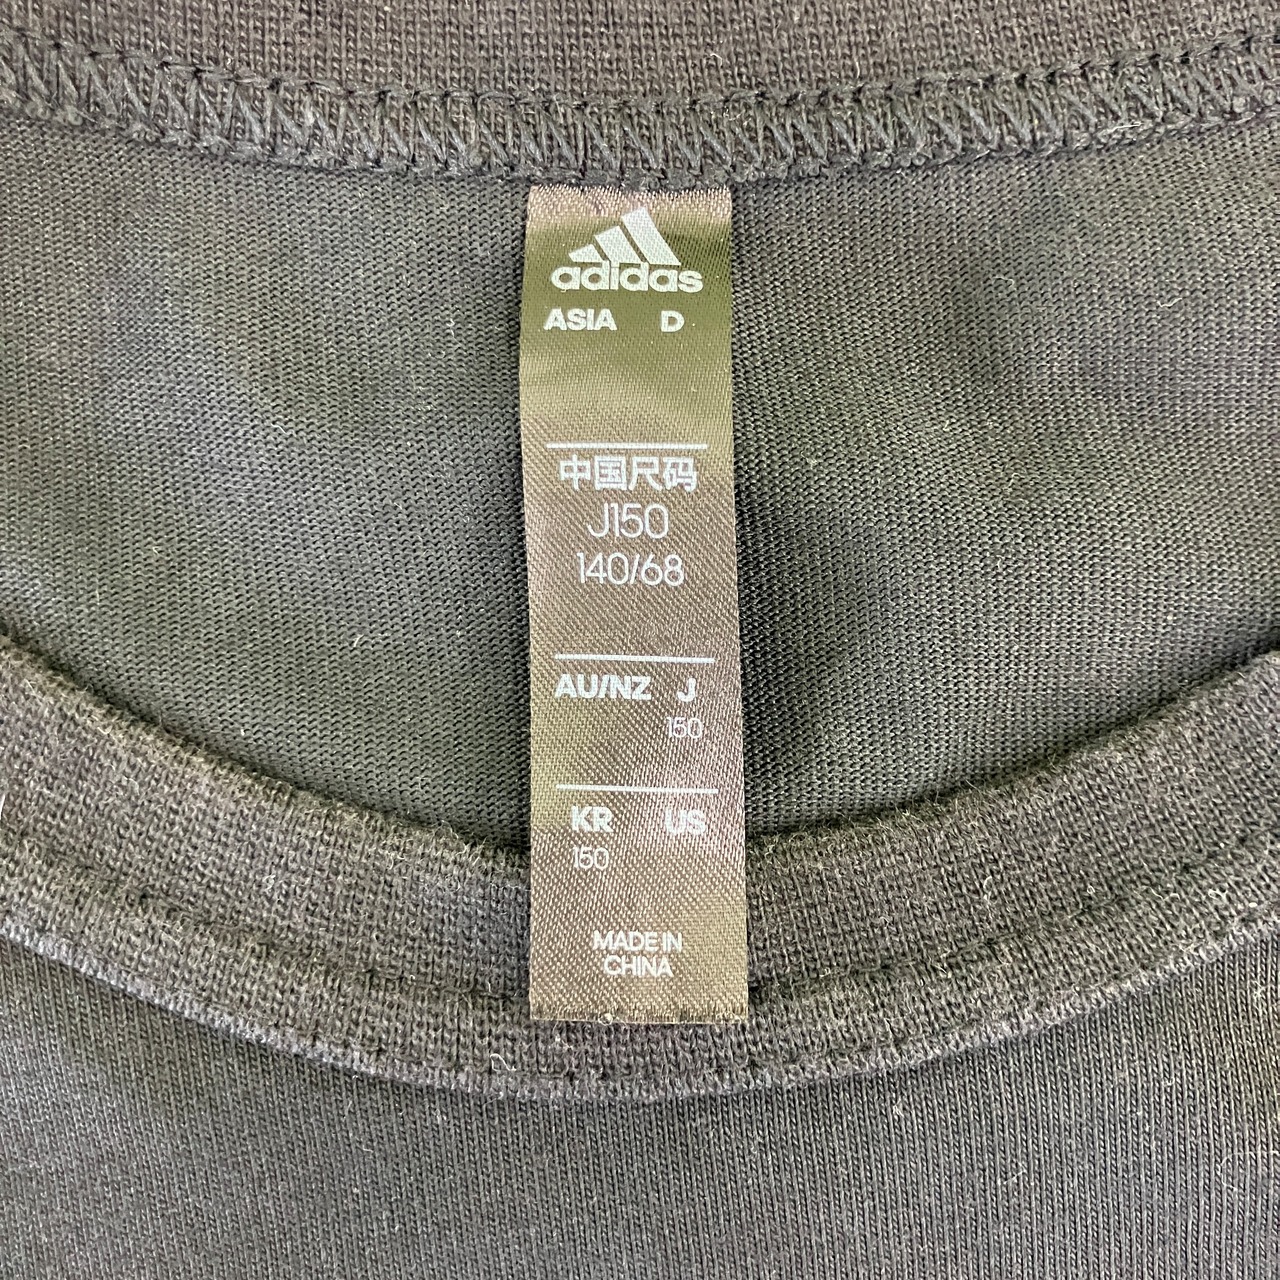 adidas
ASIA D
中国尺码
J150
140/68
AU/NZ J
150
KR US
150
MADE IN
CHINA